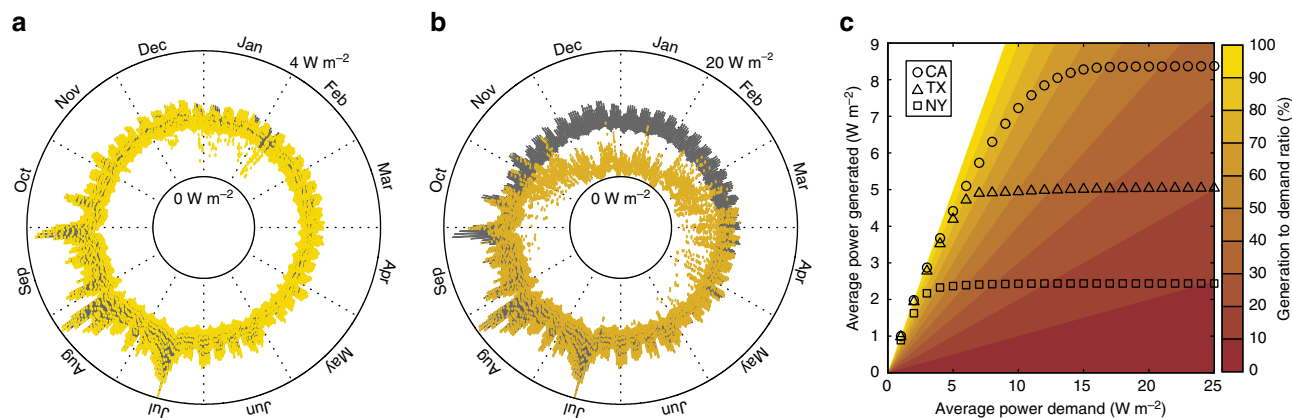 a
Dec
Jan
4 W m⁻²
Feb
Mar
Apr
May
Jun
Jul
Aug
Sep
Oct
Nov
0 W m⁻²
b
Dec
Jan
20 W m⁻²
Feb
Mar
Apr
May
Jun
Jul
Aug
Sep
Oct
Nov
0 W m⁻²
c
Average power generated (W m⁻²)
9
8
7
6
5
4
3
2
1
0
CA
TX
NY
0
5
10
15
20
25
Average power demand (W m⁻²)
100
90
80
70
60
50
40
30
20
10
0
Generation to demand ratio (%)